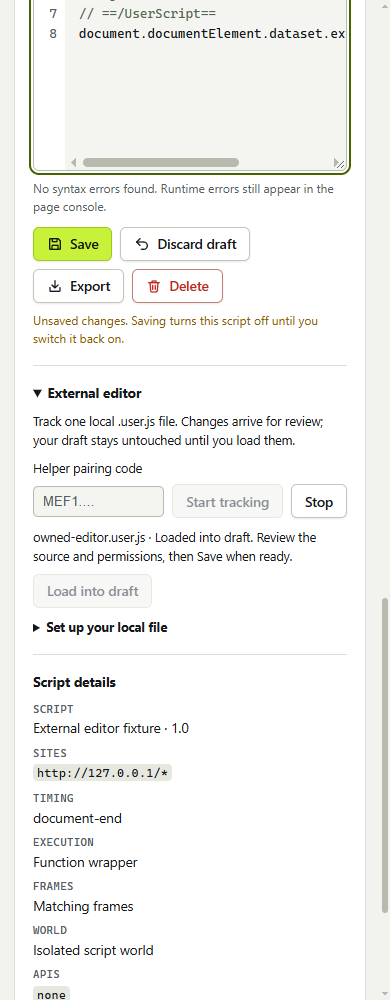 7 // ==/UserScript==
8 document.documentElement.dataset.ex
No syntax errors found. Runtime errors still appear in the
page console.
Save
Discard draft
Export
Delete
Unsaved changes. Saving turns this script off until you
switch it back on.
External editor
Track one local .user.js file. Changes arrive for review;
your draft stays untouched until you load them.
Helper pairing code
MEF1....
Start tracking
Stop
owned-editor.user.js · Loaded into draft. Review the
source and permissions, then Save when ready.
Load into draft
Set up your local file
Script details
SCRIPT
External editor fixture · 1.0
SITES
http://127.0.0.1/*
TIMING
document-end
EXECUTION
Function wrapper
FRAMES
Matching frames
WORLD
Isolated script world
APIS
none